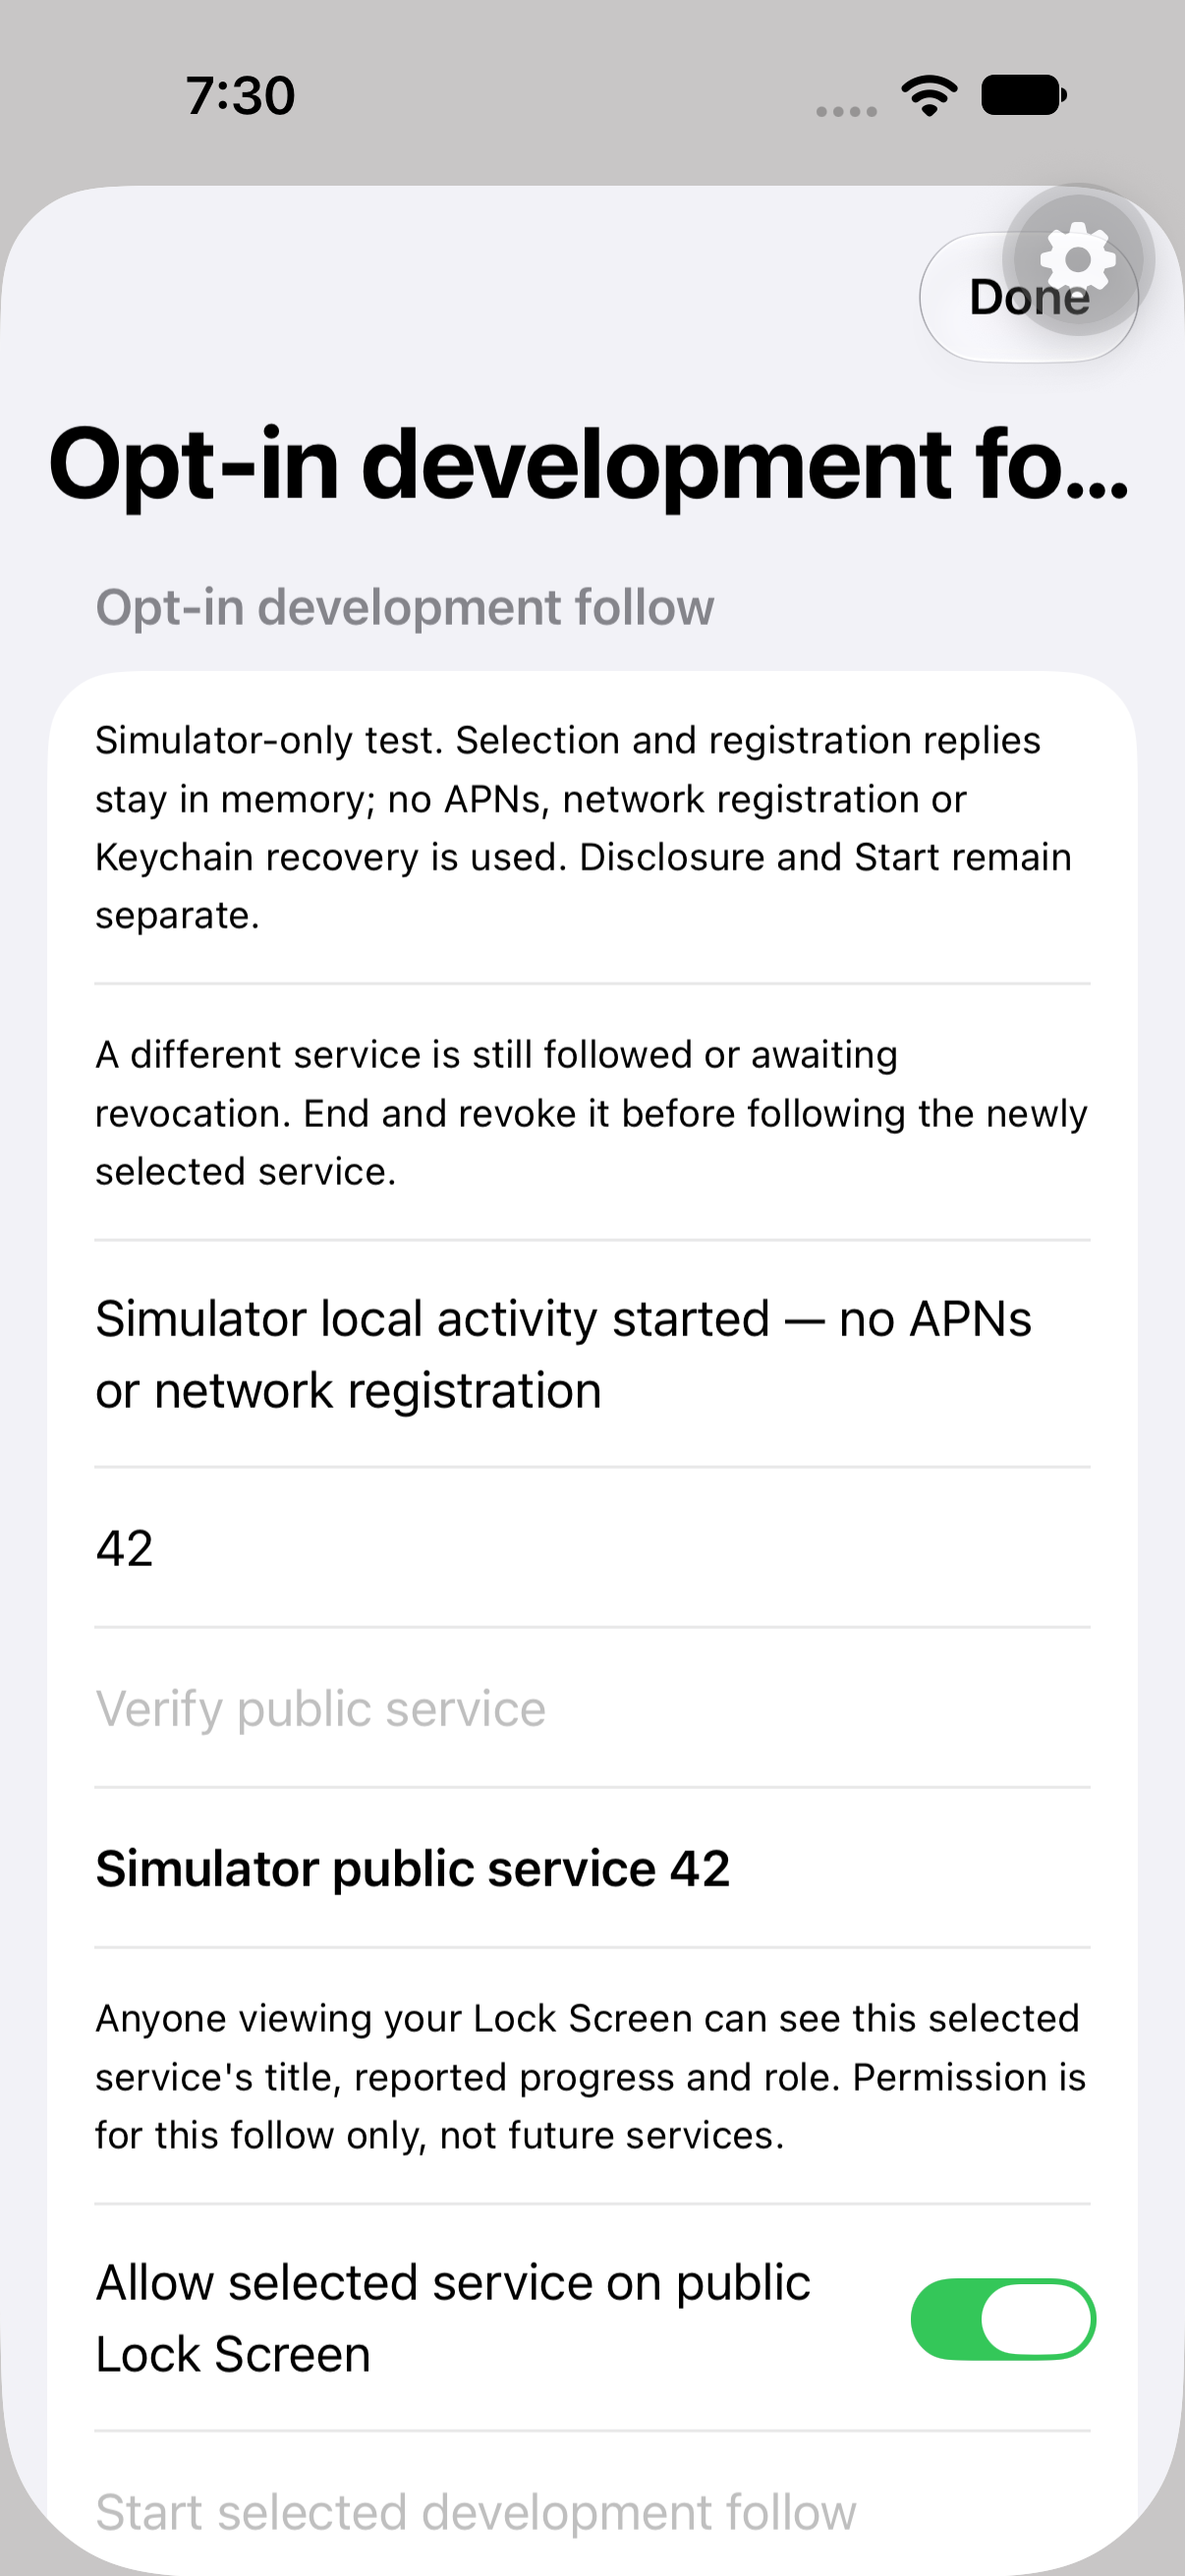 7:30
Done
Opt-in development fo...
Opt-in development follow
Simulator-only test. Selection and registration replies
stay in memory; no APNs, network registration or
Keychain recovery is used. Disclosure and Start remain
separate.
A different service is still followed or awaiting
revocation. End and revoke it before following the newly
selected service.
Simulator local activity started — no APNs
or network registration
42
Verify public service
Simulator public service 42
Anyone viewing your Lock Screen can see this selected
service's title, reported progress and role. Permission is
for this follow only, not future services.
Allow selected service on public
Lock Screen
Start selected development follow